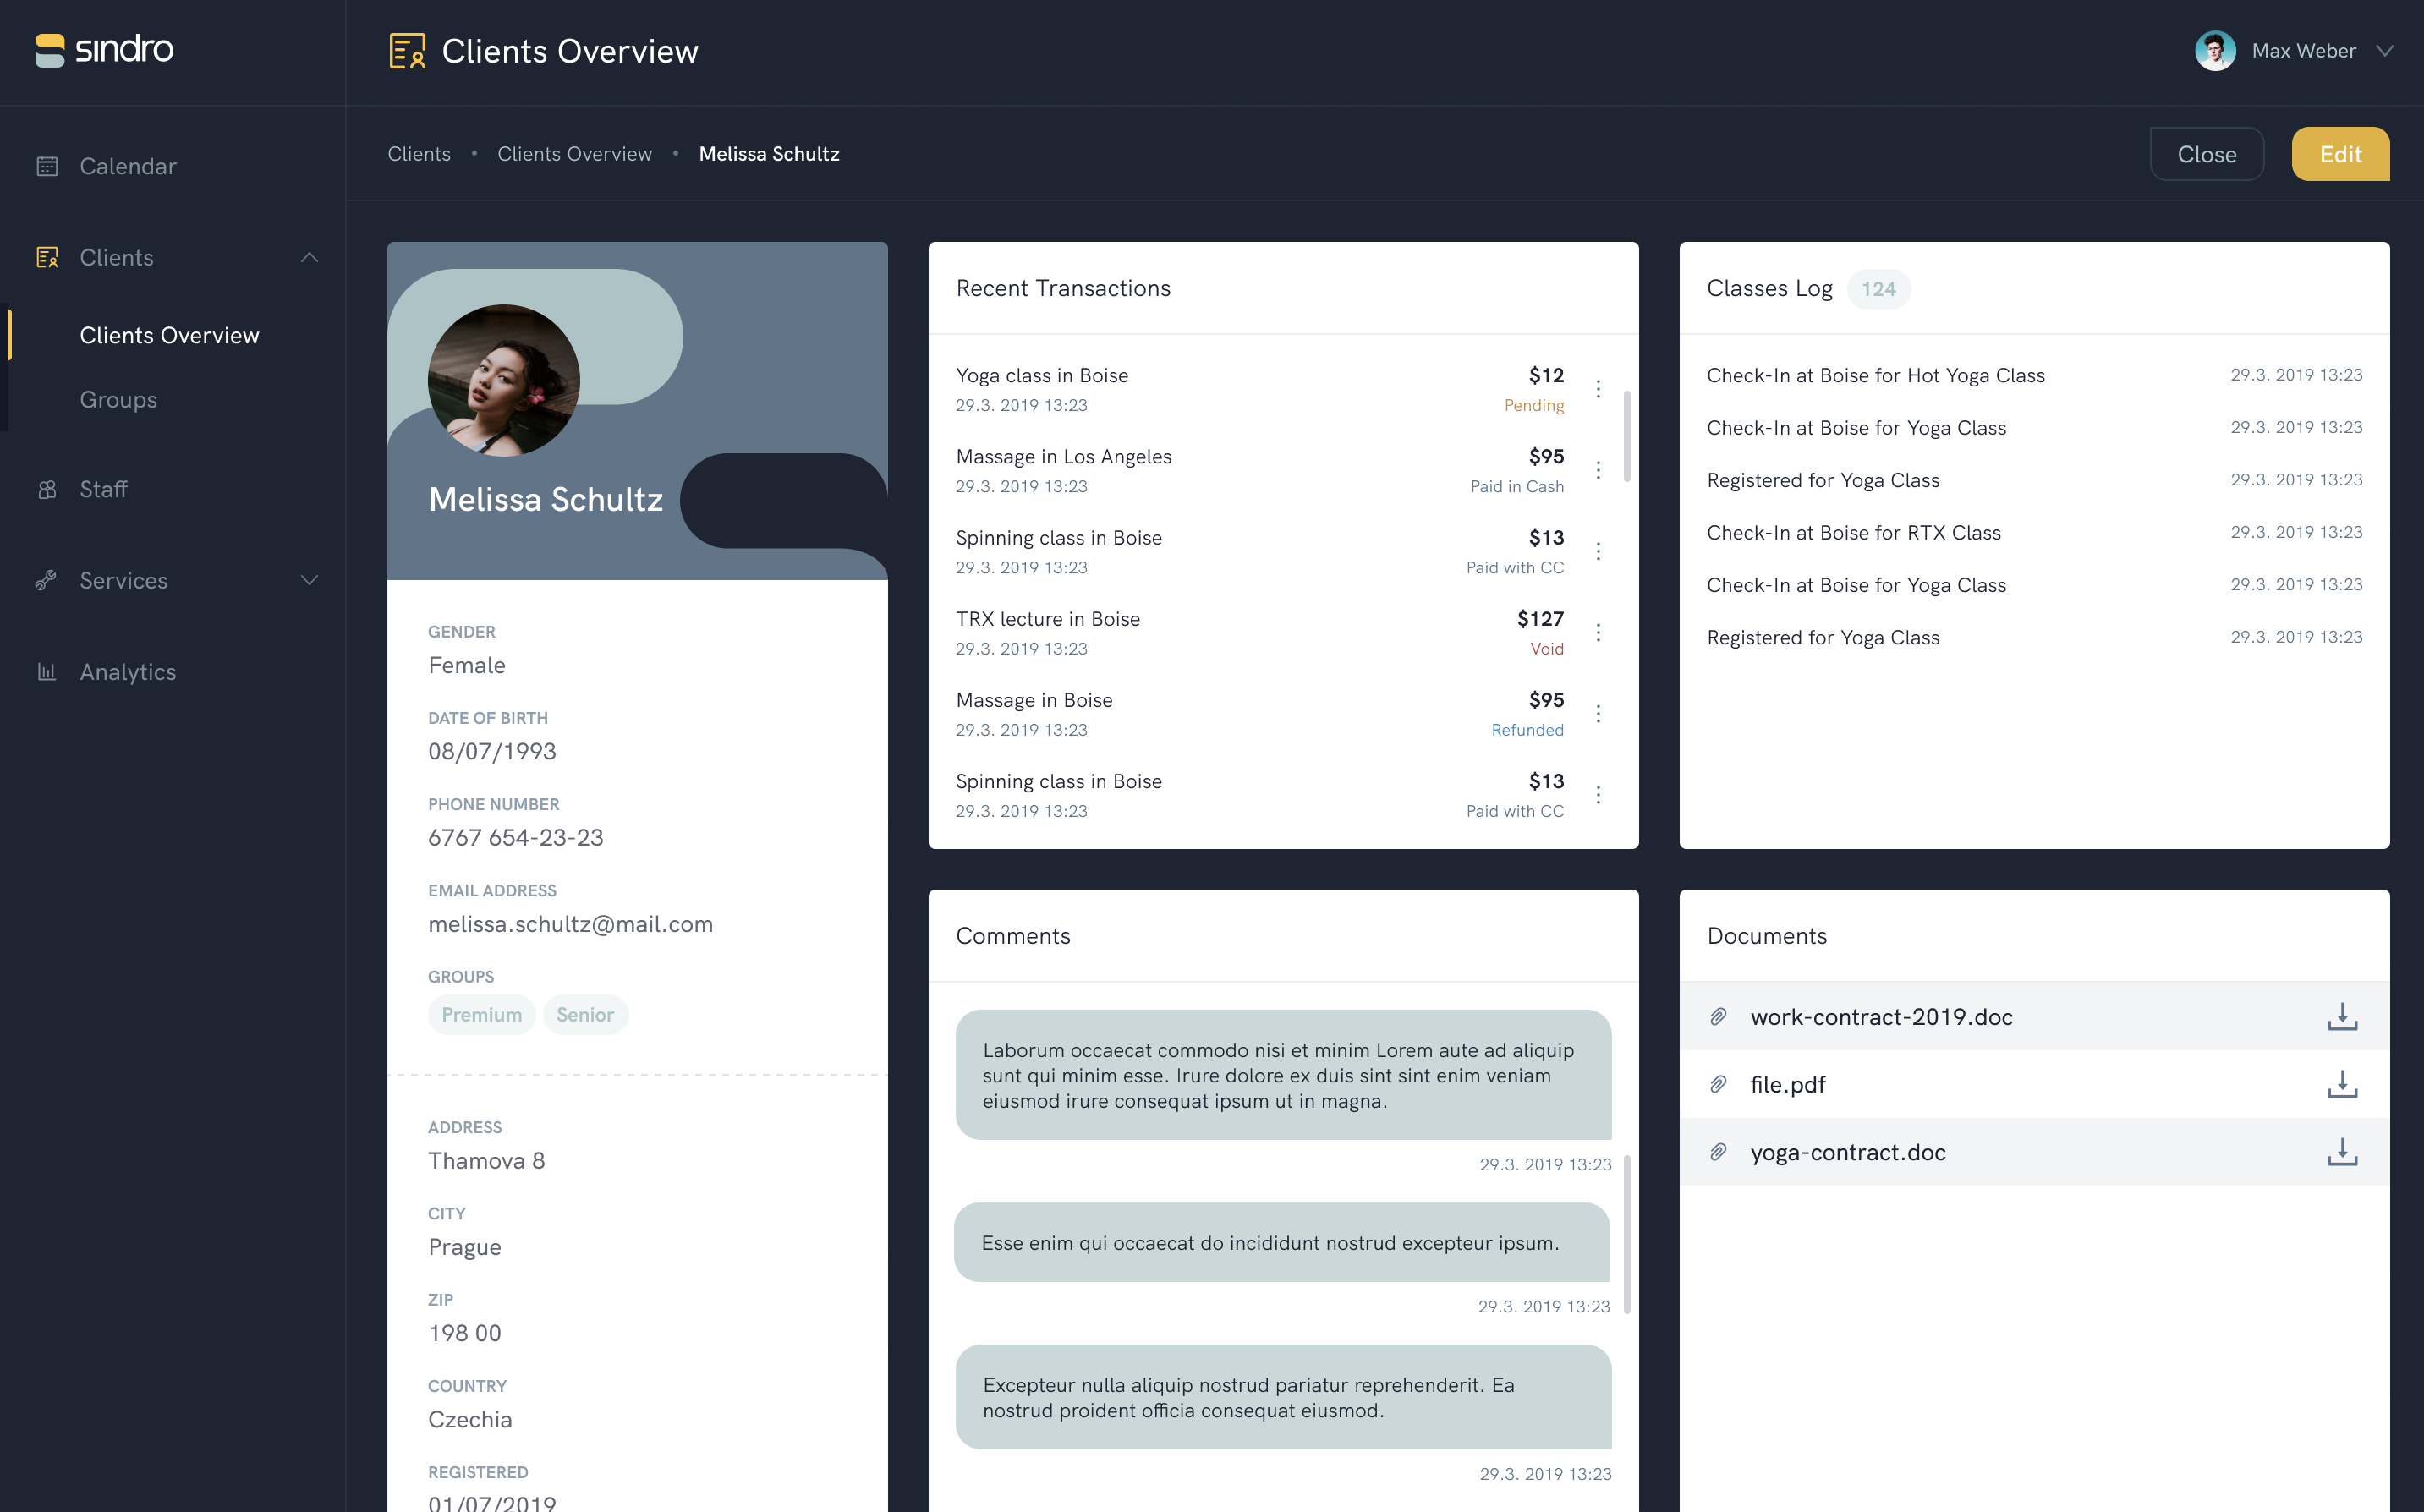 sindro
Clients Overview
Max Weber
Calendar
Clients
Clients Overview
Groups
Staff
Services
Analytics
Clients • Clients Overview • Melissa Schultz
Close
Edit
Melissa Schultz
GENDER
Female
DATE OF BIRTH
08/07/1993
PHONE NUMBER
6767 654-23-23
EMAIL ADDRESS
melissa.schultz@mail.com
GROUPS
Premium Senior
ADDRESS
Thamova 8
CITY
Prague
ZIP
198 00
COUNTRY
Czechia
REGISTERED
01/07/2019
Recent Transactions
Yoga class in Boise $12
29.3. 2019 13:23 Pending
Massage in Los Angeles $95
29.3. 2019 13:23 Paid in Cash
Spinning class in Boise $13
29.3. 2019 13:23 Paid with CC
TRX lecture in Boise $127
29.3. 2019 13:23 Void
Massage in Boise $95
29.3. 2019 13:23 Refunded
Spinning class in Boise $13
29.3. 2019 13:23 Paid with CC
Classes Log 124
Check-In at Boise for Hot Yoga Class 29.3. 2019 13:23
Check-In at Boise for Yoga Class 29.3. 2019 13:23
Registered for Yoga Class 29.3. 2019 13:23
Check-In at Boise for RTX Class 29.3. 2019 13:23
Check-In at Boise for Yoga Class 29.3. 2019 13:23
Registered for Yoga Class 29.3. 2019 13:23
Comments
Laborum occaecat commodo nisi et minim Lorem aute ad aliquip
sunt qui minim esse. Irure dolore ex duis sint sint enim veniam
eiusmod irure consequat ipsum ut in magna.
29.3. 2019 13:23
Esse enim qui occaecat do incididunt nostrud excepteur ipsum.
29.3. 2019 13:23
Excepteur nulla aliquip nostrud pariatur reprehenderit. Ea
nostrud proident officia consequat eiusmod.
29.3. 2019 13:23
Documents
work-contract-2019.doc
file.pdf
yoga-contract.doc